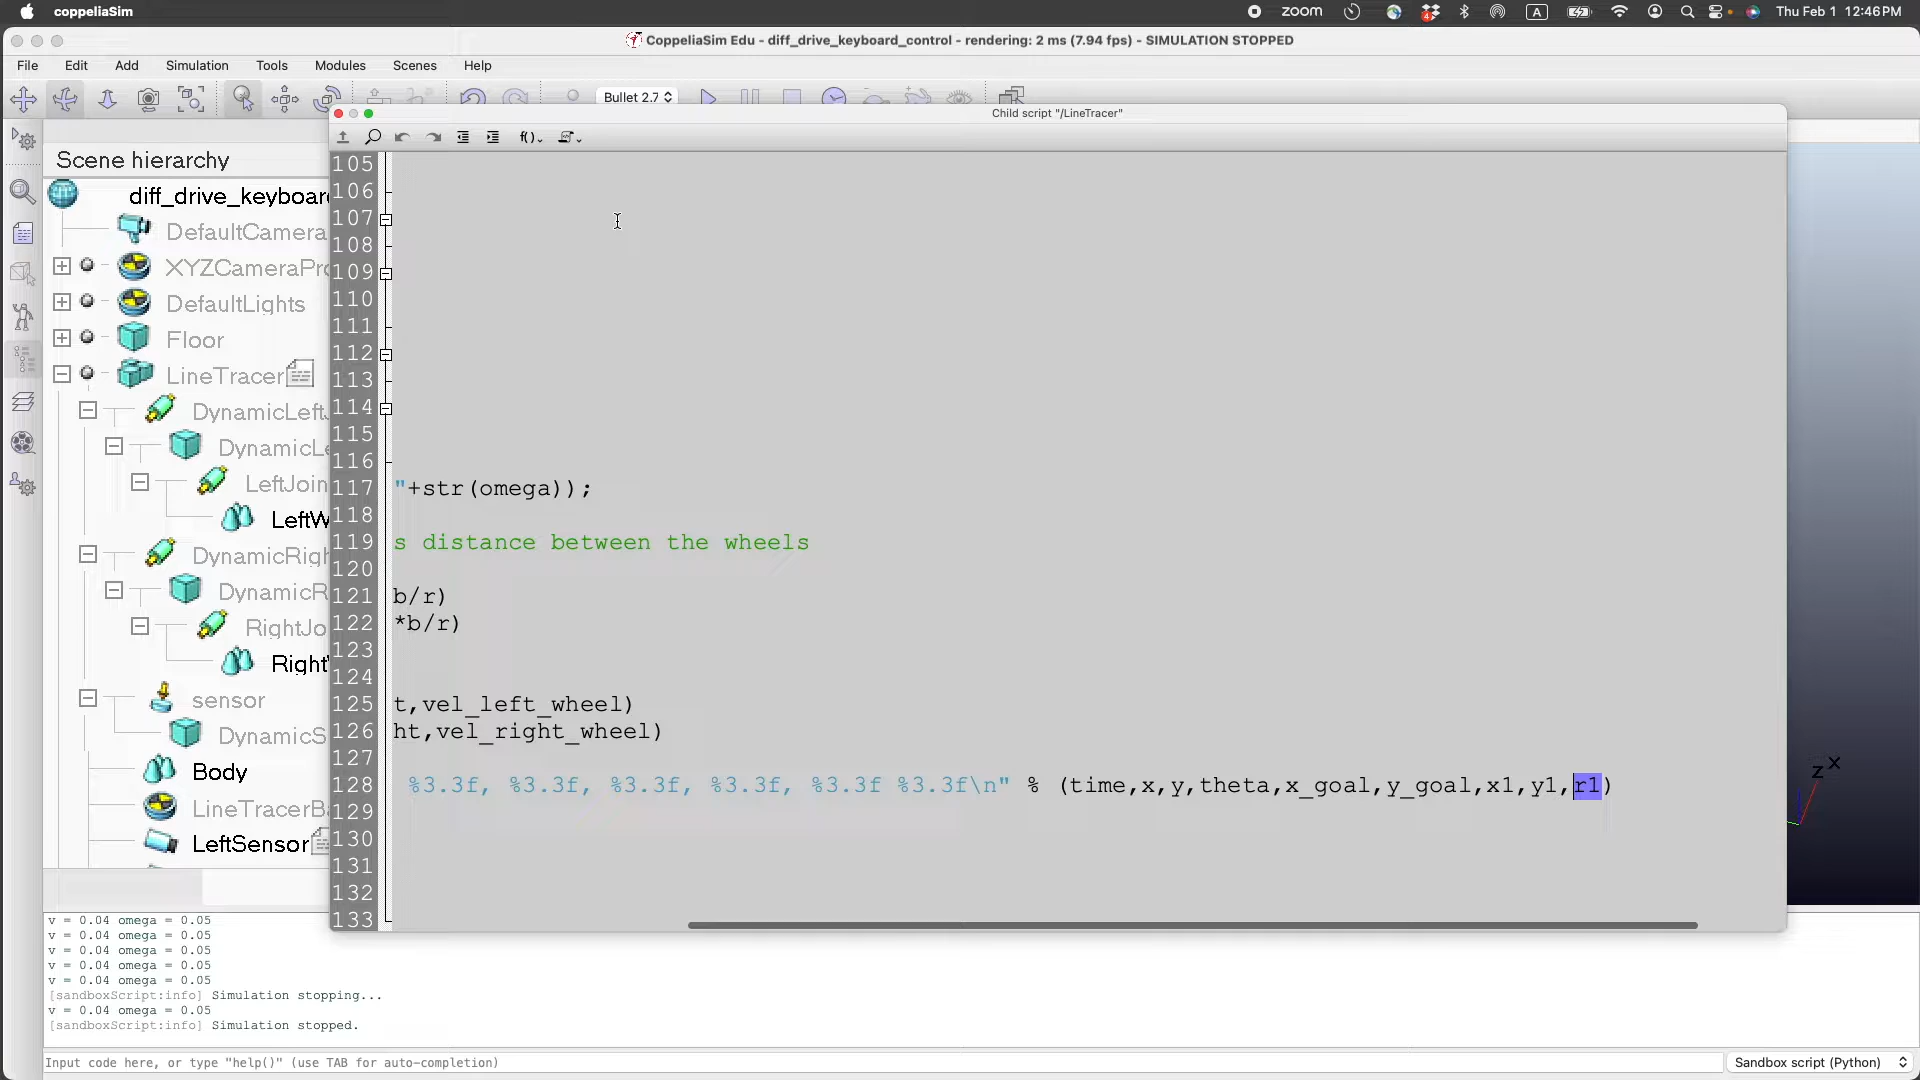 coppeliaSim
zoom
A
Thu Feb 1 12:46 PM
CoppeliaSim Edu - diff_drive_keyboard_control - rendering: 2 ms (7.94 fps) - SIMULATION STOPPED
File Edit Add Simulation Tools Modules Scenes Help
Bullet 2.7
Child script "/LineTracer"
f()
Scene hierarchy
diff_drive_keyboar
DefaultCamera
XYZCameraPro
DefaultLights
Floor
LineTracer
DynamicLeft
DynamicLe
LeftJoin
LeftW
DynamicRigh
DynamicR
RightJo
Right
sensor
DynamicS
Body
LineTracerBa
LeftSensor
105
106
107
108
109
110
111
112
113
114
115
116
117 "+str(omega));
118
119 s distance between the wheels
120
121 b/r)
122 *b/r)
123
124
125 t,vel_left_wheel)
126 ht,vel_right_wheel)
127
128 %3.3f, %3.3f, %3.3f, %3.3f, %3.3f %3.3f\n" % (time,x,y,theta,x_goal,y_goal,x1,y1,r1)
129
130
131
132
133
v = 0.04 omega = 0.05
v = 0.04 omega = 0.05
v = 0.04 omega = 0.05
v = 0.04 omega = 0.05
v = 0.04 omega = 0.05
[sandboxScript:info] Simulation stopping...
v = 0.04 omega = 0.05
[sandboxScript:info] Simulation stopped.
Input code here, or type "help()" (use TAB for auto-completion)
Sandbox script (Python)
z x